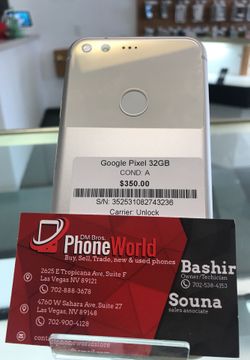 Google Pixel 32GB
COND: A
$350.00
S/N: 352531082743236
Carrier: Unlock
DM Bros.
PhoneWorld
Buy, Sell, Trade, new & used phones
2625 E Tropicana Ave, Suite F
Las Vegas, NV 89121
702-888-3678
4760 W Sahara Ave, Suite 27
Las Vegas, NV 89148
702-900-4128
Bashir
Owner/Techician
702-538-4153
Souna
sales associate